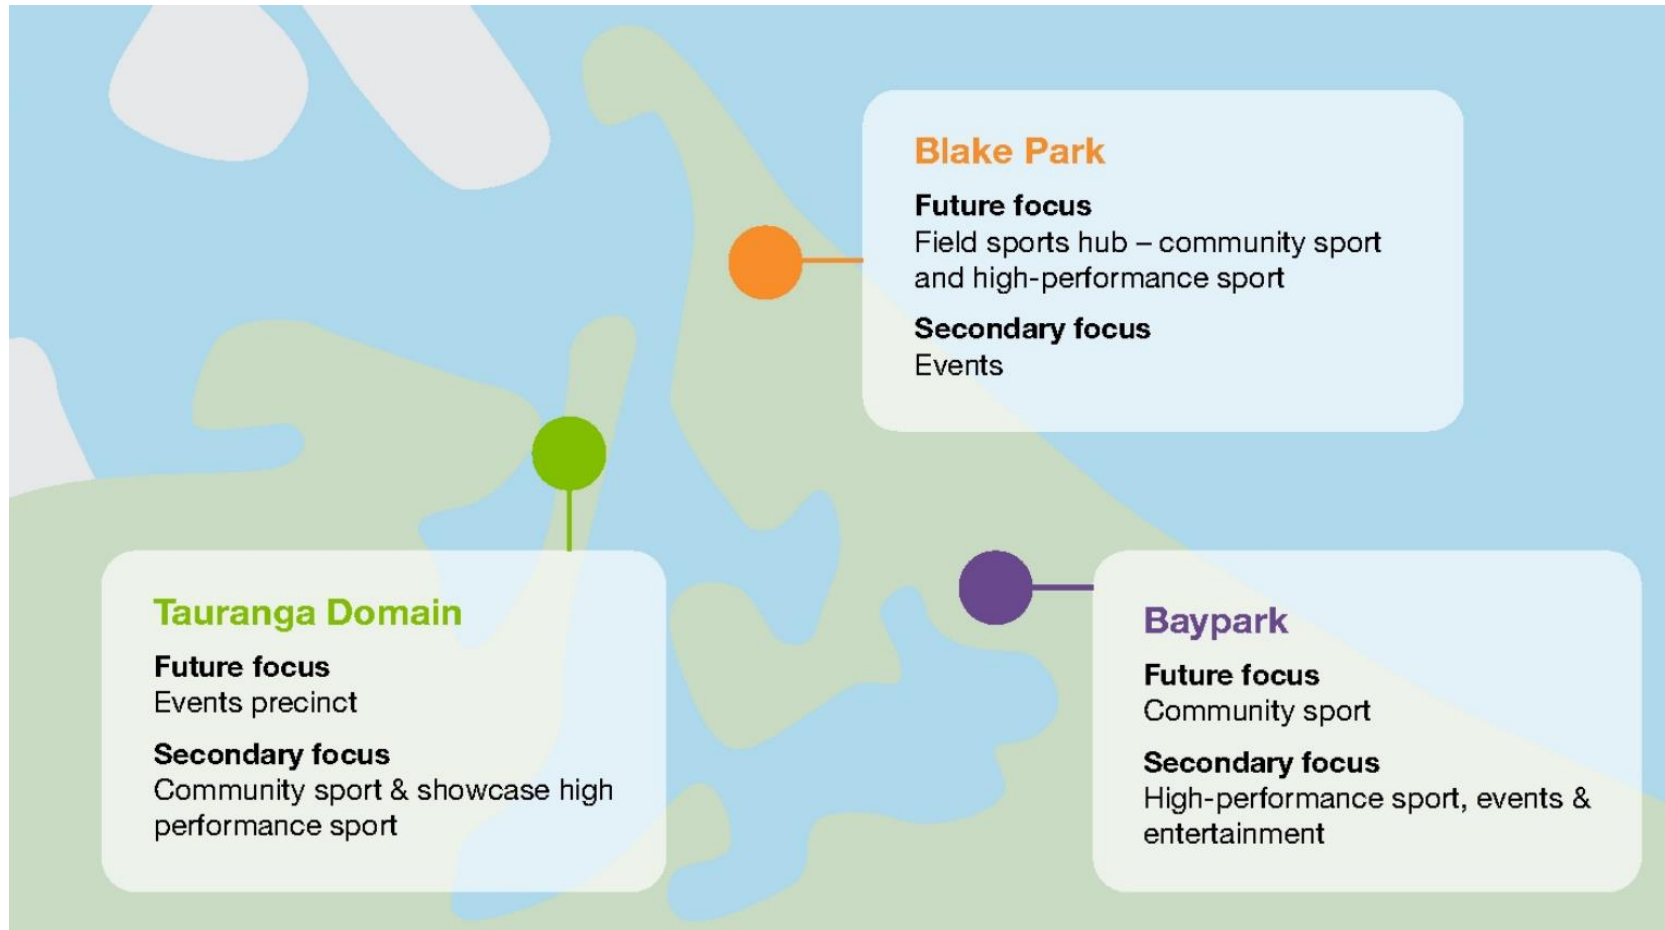 Blake Park
Future focus
Field sports hub – community sport
and high-performance sport
Secondary focus
Events
Tauranga Domain
Future focus
Events precinct
Secondary focus
Community sport & showcase high
performance sport
Baypark
Future focus
Community sport
Secondary focus
High-performance sport, events &
entertainment